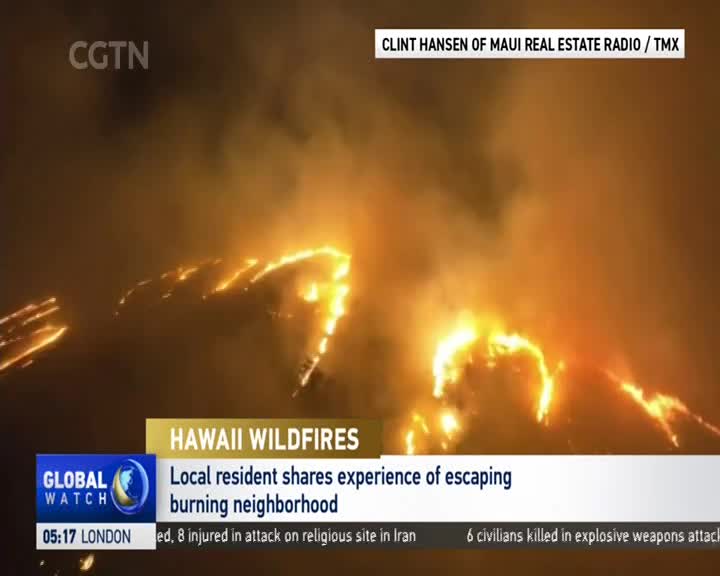 CGTN
CLINT HANSEN OF MAUI REAL ESTATE RADIO / TMX
HAWAII WILDFIRES
GLOBAL
WATCH
Local resident shares experience of escaping
burning neighborhood
05:17 LONDON
ed, 8 injured in attack on religious site in Iran 6 civilians killed in explosive weapons attack